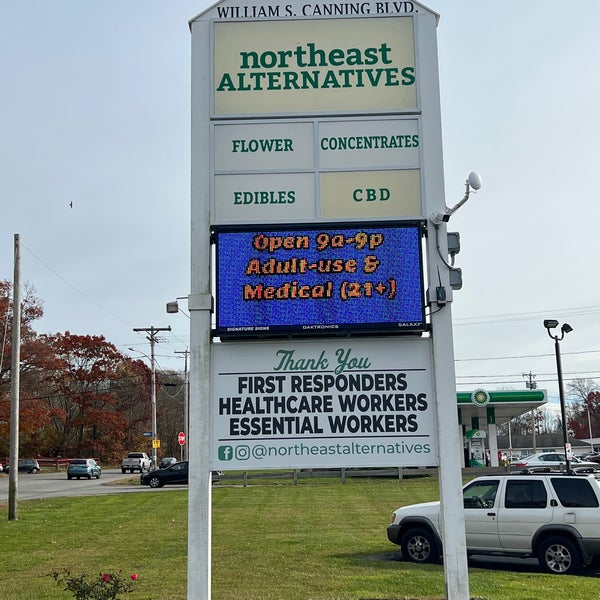 WILLIAM S. CANNING BLVD.
northeast
ALTERNATIVES
FLOWER
CONCENTRATES
EDIBLES
CBD
Open 9a-9p
Adult-use &
Medical (21+)
SIGNATURE SIGNS DAKTRONICS GALAXY
Thank You
FIRST RESPONDERS
HEALTHCARE WORKERS
ESSENTIAL WORKERS
@northeastalternatives